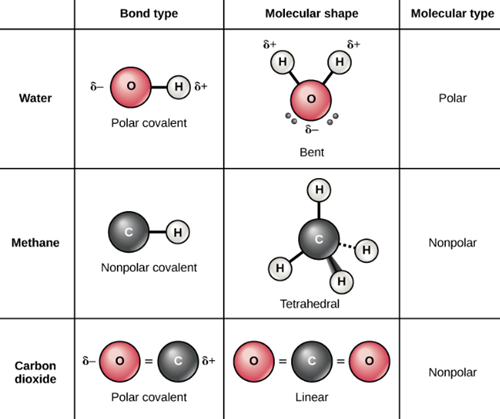 Bond type
Molecular shape
Molecular type
Water
δ– O H δ+
Polar covalent
δ+ δ+
H H
O
δ–
Bent
Polar
Methane
C H
Nonpolar covalent
H
C
H
H
H
Tetrahedral
Nonpolar
Carbon
dioxide
δ– O = C δ+
Polar covalent
O = C = O
Linear
Nonpolar